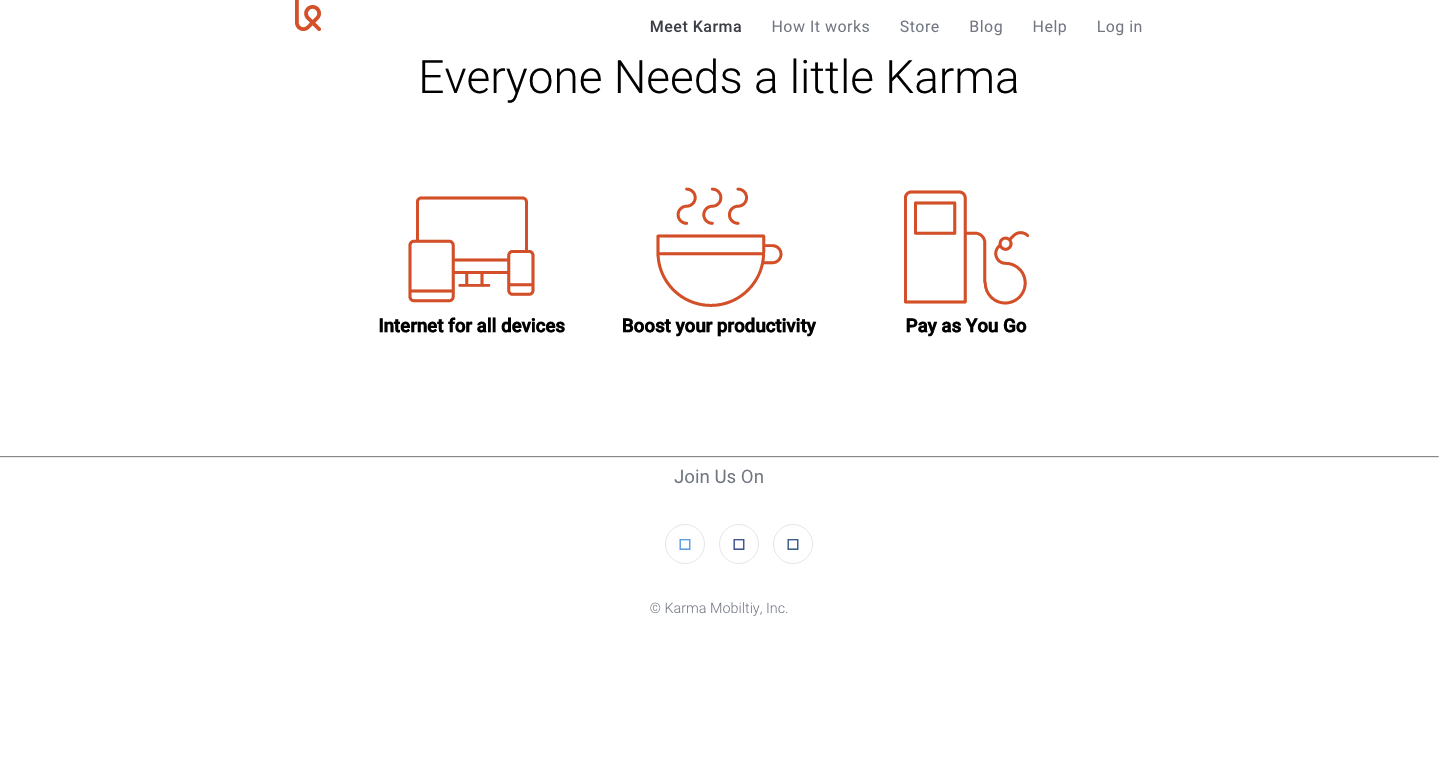 Meet Karma How It works Store Blog Help Log in
Everyone Needs a little Karma
Internet for all devices Boost your productivity Pay as You Go
Join Us On
© Karma Mobiltiy, Inc.